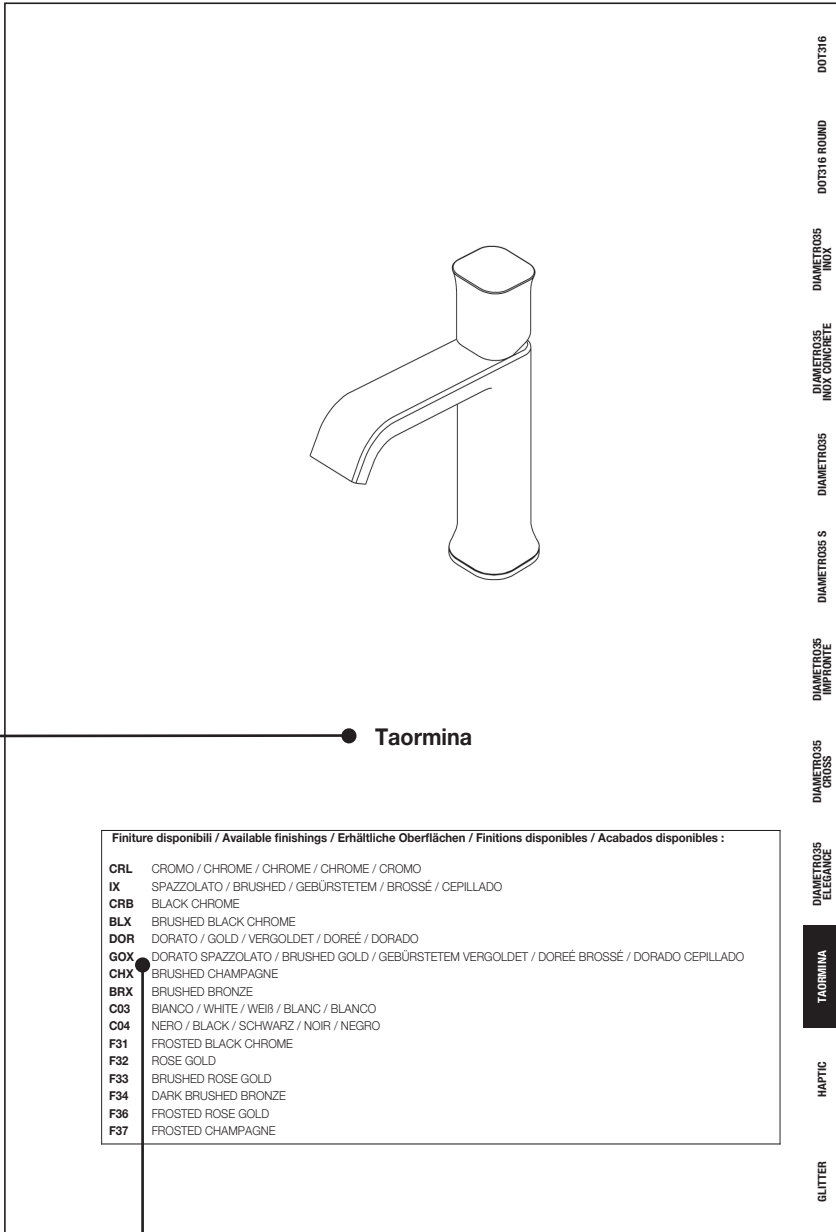 Taormina
Finiture disponibili / Available finishings / Erhältliche Oberflächen / Finitions disponibles / Acabados disponibles :
CRL CROMO / CHROME / CHROME / CHROME / CROMO
IX SPAZZOLATO / BRUSHED / GEBÜRSTETEM / BROSSÉ / CEPILLADO
CRB BLACK CHROME
BLX BRUSHED BLACK CHROME
DOR DORATO / GOLD / VERGOLDET / DOREÉ / DORADO
GOX DORATO SPAZZOLATO / BRUSHED GOLD / GEBÜRSTETEM VERGOLDET / DOREÉ BROSSÉ / DORADO CEPILLADO
CHX BRUSHED CHAMPAGNE
BRX BRUSHED BRONZE
C03 BIANCO / WHITE / WEIß / BLANC / BLANCO
C04 NERO / BLACK / SCHWARZ / NOIR / NEGRO
F31 FROSTED BLACK CHROME
F32 ROSE GOLD
F33 BRUSHED ROSE GOLD
F34 DARK BRUSHED BRONZE
F36 FROSTED ROSE GOLD
F37 FROSTED CHAMPAGNE
DOT316
DOT316 ROUND
DIAMETRO35
INOX
DIAMETRO35
INOX CONCRETE
DIAMETRO35
DIAMETRO35 S
DIAMETRO35
IMPRONTE
DIAMETRO35
CROSS
DIAMETRO35
ELEGANCE
TAORMINA
HAPTIC
GLITTER